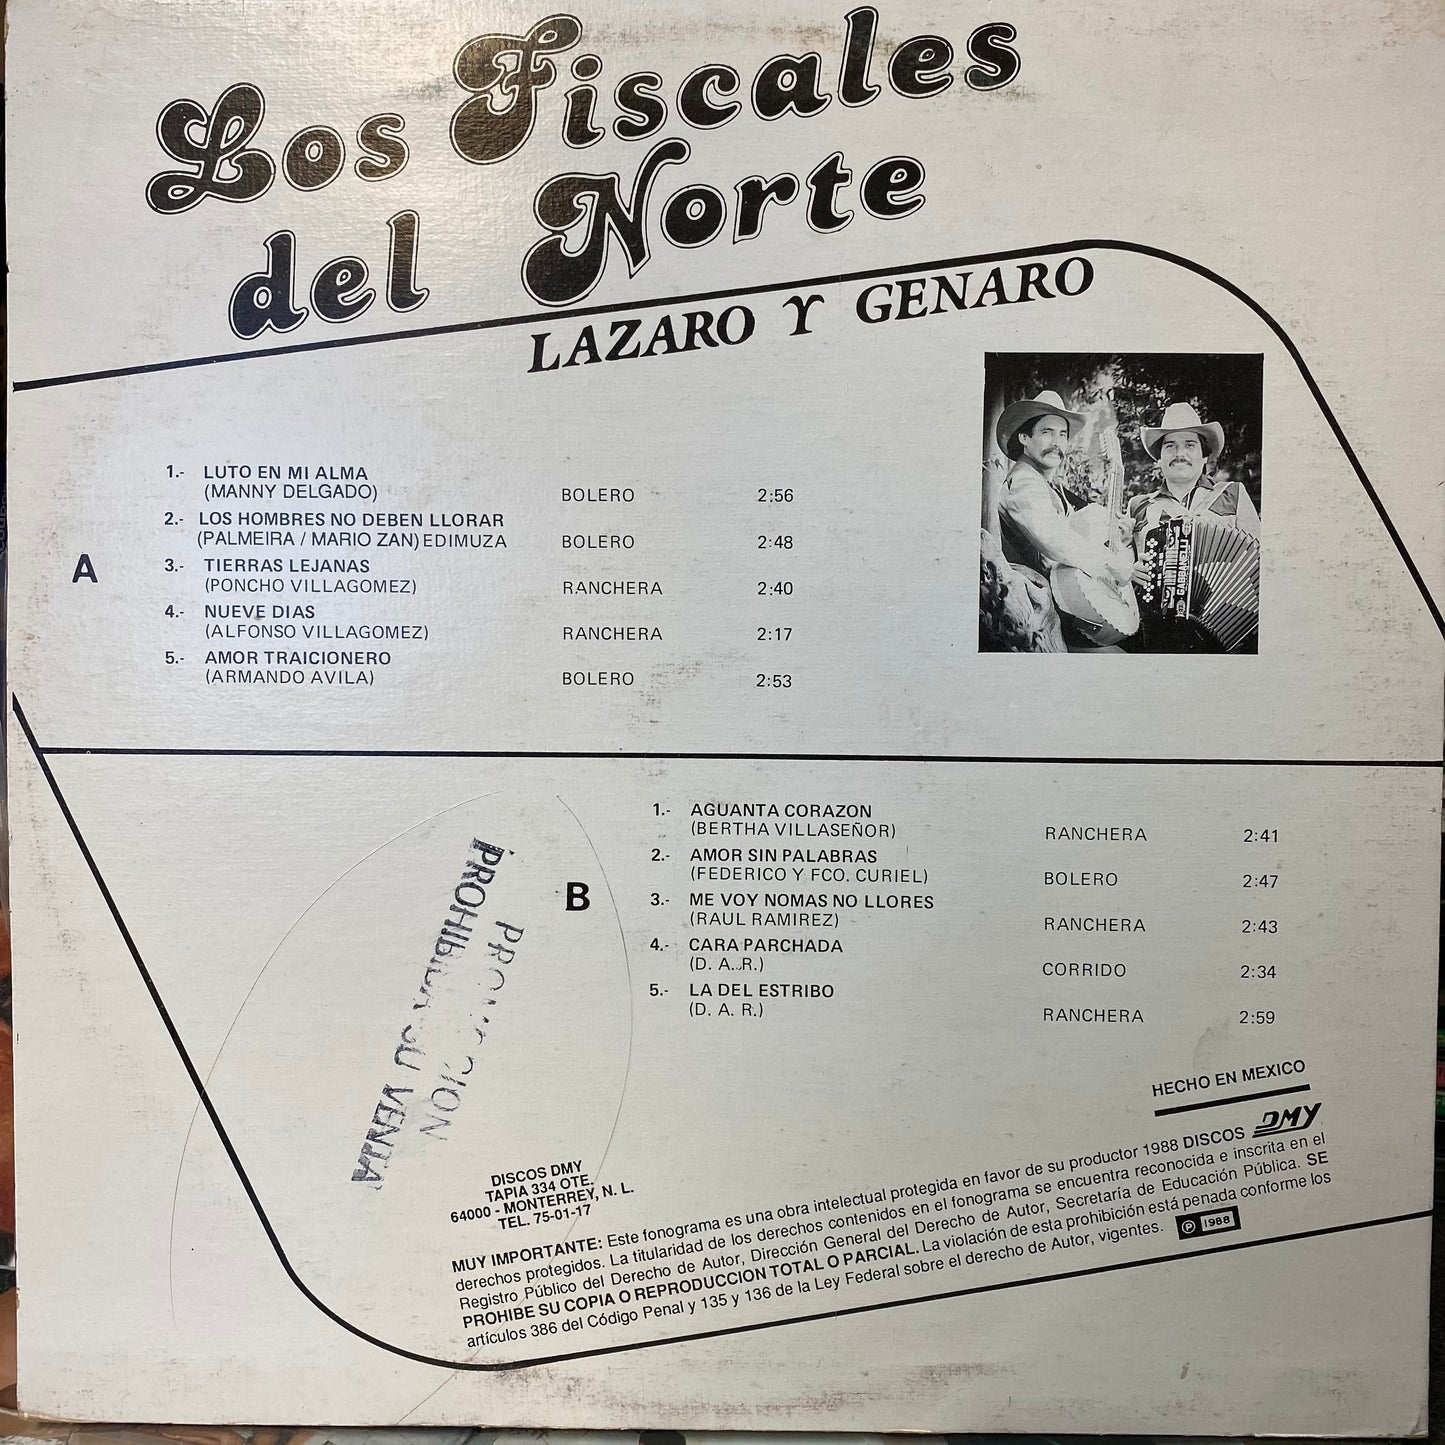 Los Fiscales
del Norte
LAZARO Y GENARO
A
1.- LUTO EN MI ALMA
(MANNY DELGADO) BOLERO 2:56
2.- LOS HOMBRES NO DEBEN LLORAR
(PALMEIRA / MARIO ZAN) EDIMUZA BOLERO 2:48
3.- TIERRAS LEJANAS
(PONCHO VILLAGOMEZ) RANCHERA 2:40
4.- NUEVE DIAS
(ALFONSO VILLAGOMEZ) RANCHERA 2:17
5.- AMOR TRAICIONERO
(ARMANDO AVILA) BOLERO 2:53
GABBANELLI
B
1.- AGUANTA CORAZON
(BERTHA VILLASEÑOR) RANCHERA 2:41
2.- AMOR SIN PALABRAS
(FEDERICO Y FCO. CURIEL) BOLERO 2:47
3.- ME VOY NOMAS NO LLORES
(RAUL RAMIREZ) RANCHERA 2:43
4.- CARA PARCHADA
(D. A. R.) CORRIDO 2:34
5.- LA DEL ESTRIBO
(D. A. R.) RANCHERA 2:59
PROMOCION
PROHIBIDA SU VENTA
HECHO EN MEXICO
DISCOS DMY
TAPIA 334 OTE.
64000 - MONTERREY, N. L.
TEL. 75-01-17
MUY IMPORTANTE: Este fonograma es una obra intelectual protegida en favor de su productor 1988 DISCOS DMY
derechos protegidos. La titularidad de los derechos contenidos en el fonograma se encuentra reconocida e inscrita en el
Registro Público del Derecho de Autor, Dirección General del Derecho de Autor, Secretaría de Educación Pública. SE
PROHIBE SU COPIA O REPRODUCCION TOTAL O PARCIAL. La violación de esta prohibición está penada conforme los
artículos 386 del Código Penal y 135 y 136 de la Ley Federal sobre el derecho de Autor, vigentes. ℗ 1988